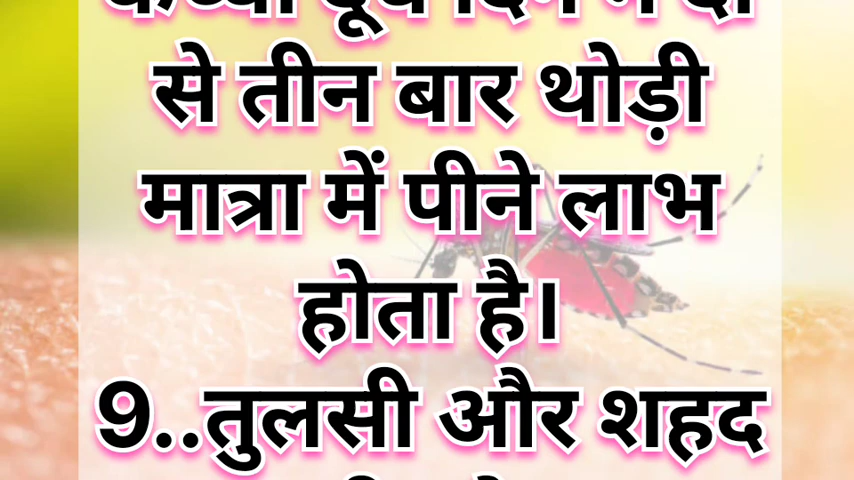 से तीन बार थोड़ी
मात्रा में पीने लाभ
होता है।
9..तुलसी और शहद